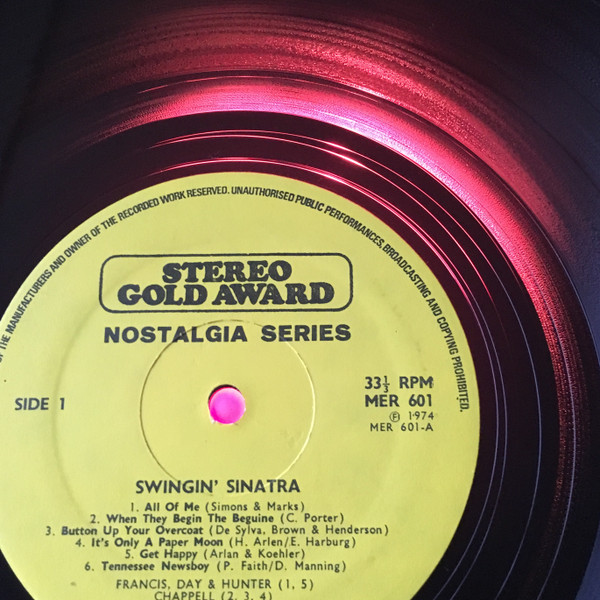 OF THE MANUFACTURERS AND OWNER OF THE RECORDED WORK RESERVED. UNAUTHORISED PUBLIC PERFORMANCES, BROADCASTING AND COPYING PROHIBITED.
STEREO
GOLD AWARD
NOSTALGIA SERIES
SIDE 1
33⅓ RPM
MER 601
Ⓟ 1974
MER 601-A
SWINGIN' SINATRA
1. All Of Me (Simons & Marks)
2. When They Begin The Beguine (C. Porter)
3. Button Up Your Overcoat (De Sylva, Brown & Henderson)
4. It's Only A Paper Moon (H. Arlen/E. Harburg)
5. Get Happy (Arlan & Koehler)
6. Tennessee Newsboy (P. Faith/D. Manning)
FRANCIS, DAY & HUNTER (1, 5)
CHAPPELL (2, 3, 4)